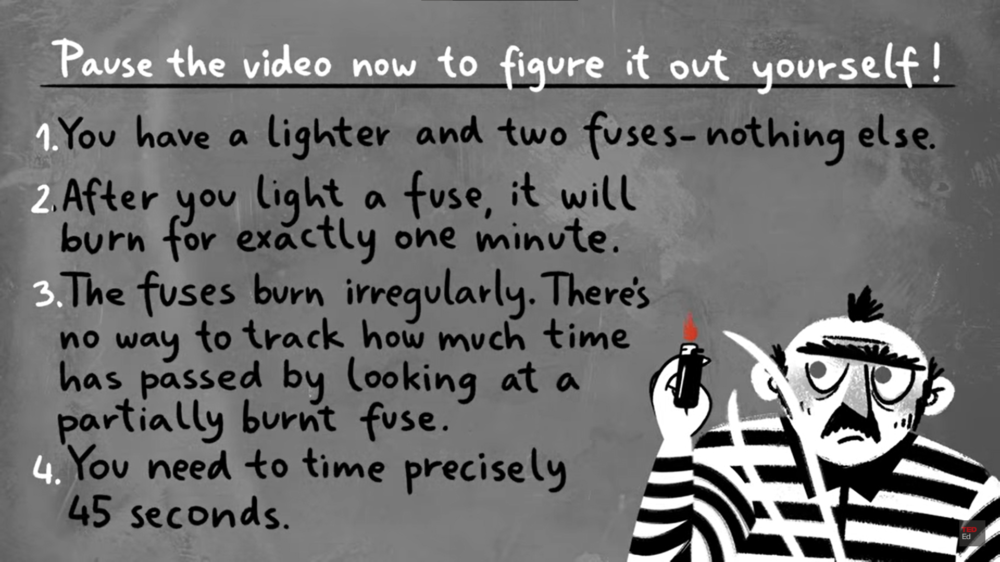 Pause the video now to figure it out yourself!
1. You have a lighter and two fuses-nothing else.
2. After you light a fuse, it will
burn for exactly one minute.
3. The fuses burn irregularly. There's
no way to track how much time
has passed by looking at a
partially burnt fuse.
4. You need to time precisely
45 seconds.
TED
Ed